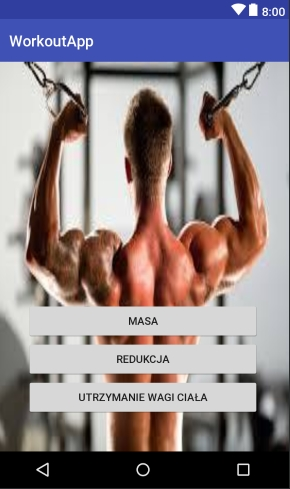 8:00
WorkoutApp
MASA
REDUKCJA
UTRZYMANIE WAGI CIAŁA